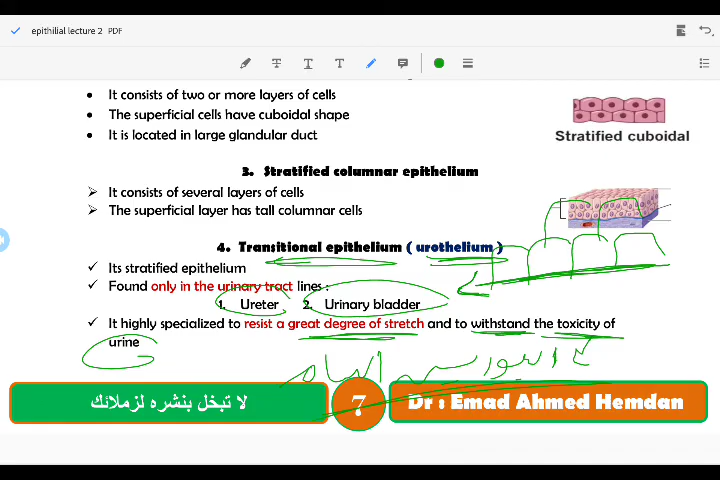 epithilial lecture 2 PDF
It consists of two or more layers of cells
The superficial cells have cuboidal shape
It is located in large glandular duct
Stratified cuboidal
3. Stratified columnar epithelium
It consists of several layers of cells
The superficial layer has tall columnar cells
4. Transitional epithelium ( urothelium )
Its stratified epithelium
Found only in the urinary tract lines :
1. Ureter 2. Urinary bladder
It highly specialized to resist a great degree of stretch and to withstand the toxicity of
urine
لا تبخل بنشره لزملائك
7
Dr : Emad Ahmed Hemdan